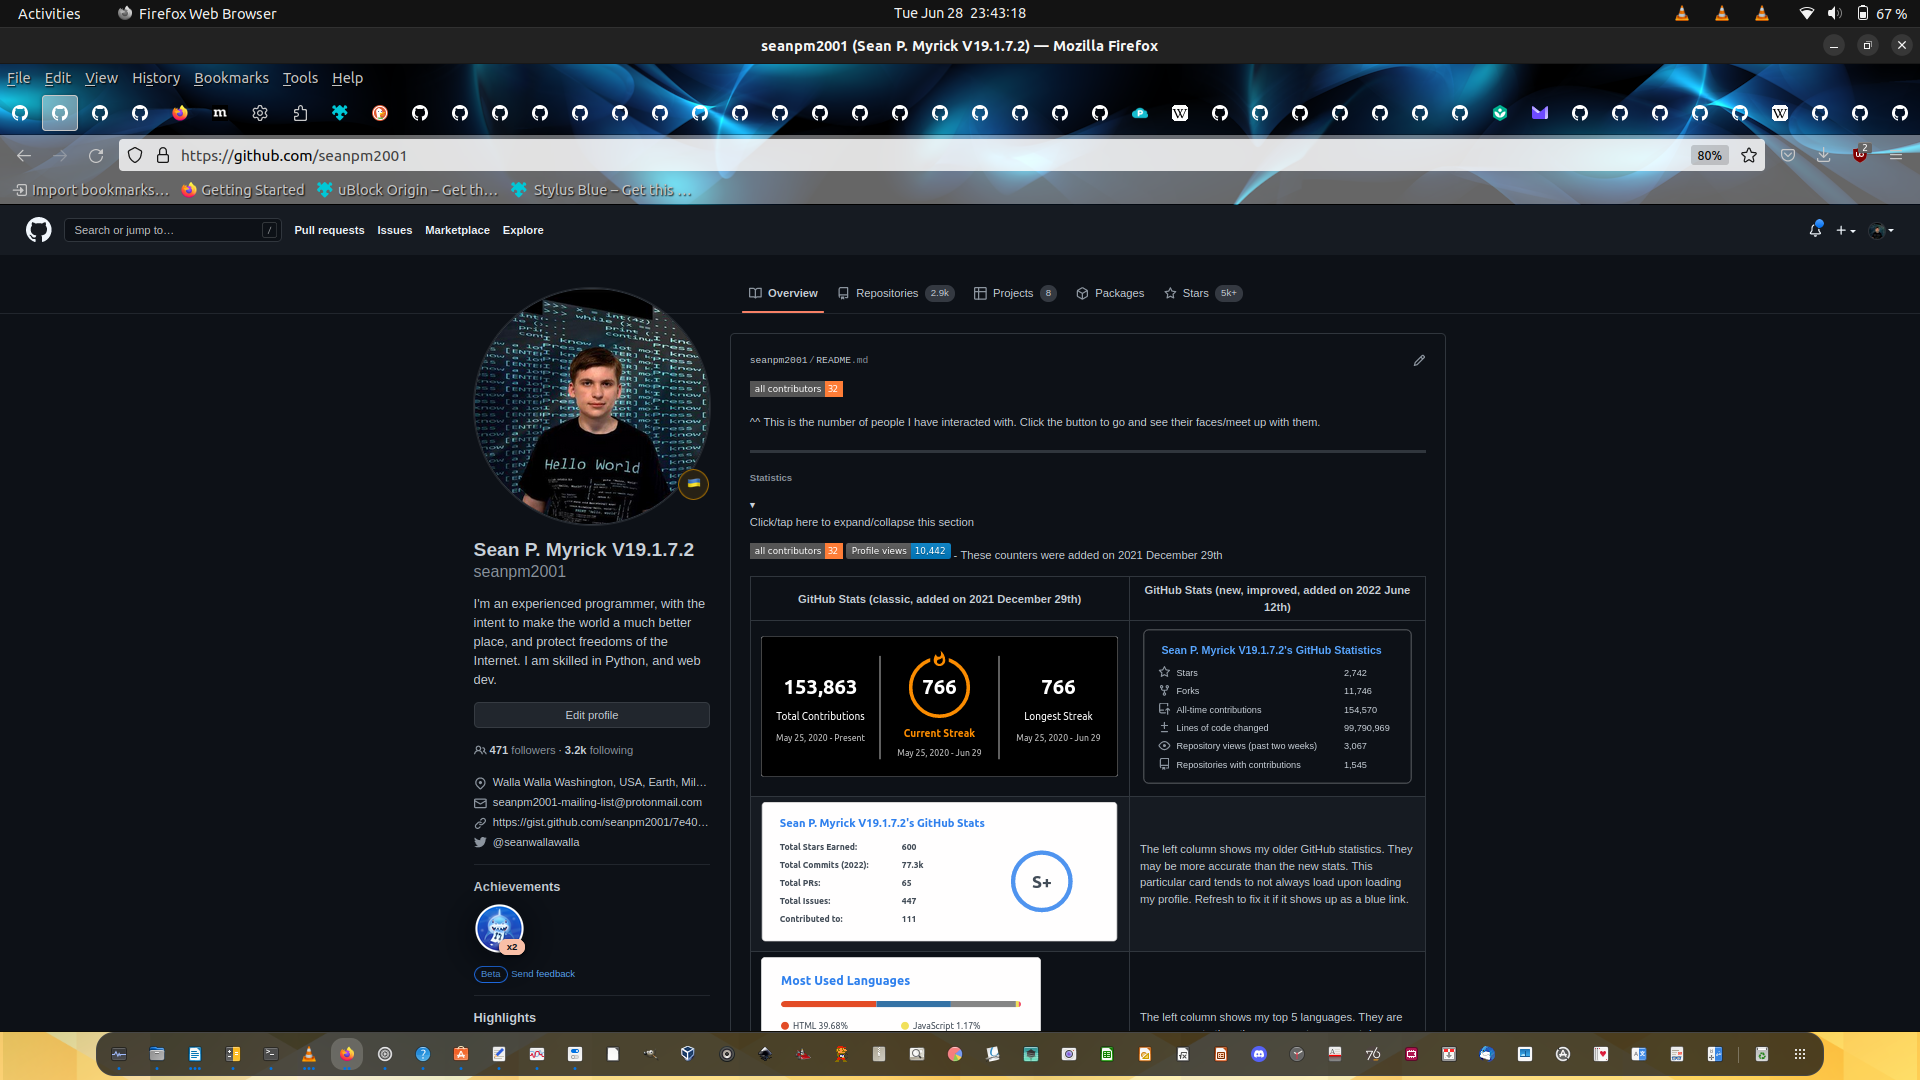 Activities
Firefox Web Browser
Tue Jun 28  23:43:18
67 %
seanpm2001 (Sean P. Myrick V19.1.7.2) — Mozilla Firefox
File Edit View History Bookmarks Tools Help
https://github.com/seanpm2001
80%
2
Import bookmarks…
Getting Started
uBlock Origin – Get th…
Stylus Blue – Get this …
Search or jump to…
/
Pull requests
Issues
Marketplace
Explore
Overview
Repositories 2.9k
Projects 8
Packages
Stars 5k+
Hello World
Sean P. Myrick V19.1.7.2
seanpm2001
I'm an experienced programmer, with the
intent to make the world a much better
place, and protect freedoms of the
Internet. I am skilled in Python, and web
dev.
Edit profile
471 followers · 3.2k following
Walla Walla Washington, USA, Earth, Mil…
seanpm2001-mailing-list@protonmail.com
https://gist.github.com/seanpm2001/7e40…
@seanwallawalla
Achievements
x2
Beta Send feedback
Highlights
seanpm2001/README.md
all contributors 32
^^ This is the number of people I have interacted with. Click the button to go and see their faces/meet up with them.
Statistics
Click/tap here to expand/collapse this section
all contributors 32 Profile views 10,442 - These counters were added on 2021 December 29th
GitHub Stats (classic, added on 2021 December 29th)
GitHub Stats (new, improved, added on 2022 June
12th)
153,863
Total Contributions
May 25, 2020 - Present
766
Current Streak
May 25, 2020 - Jun 29
766
Longest Streak
May 25, 2020 - Jun 29
Sean P. Myrick V19.1.7.2's GitHub Statistics
Stars 2,742
Forks 11,746
All-time contributions 154,570
Lines of code changed 99,790,969
Repository views (past two weeks) 3,067
Repositories with contributions 1,545
Sean P. Myrick V19.1.7.2's GitHub Stats
Total Stars Earned: 600
Total Commits (2022): 77.3k
Total PRs: 65
Total Issues: 447
Contributed to: 111
S+
The left column shows my older GitHub statistics. They
may be more accurate than the new stats. This
particular card tends to not always load upon loading
my profile. Refresh to fix it if it shows up as a blue link.
Most Used Languages
HTML 39.68%
JavaScript 1.17%
The left column shows my top 5 languages. They are